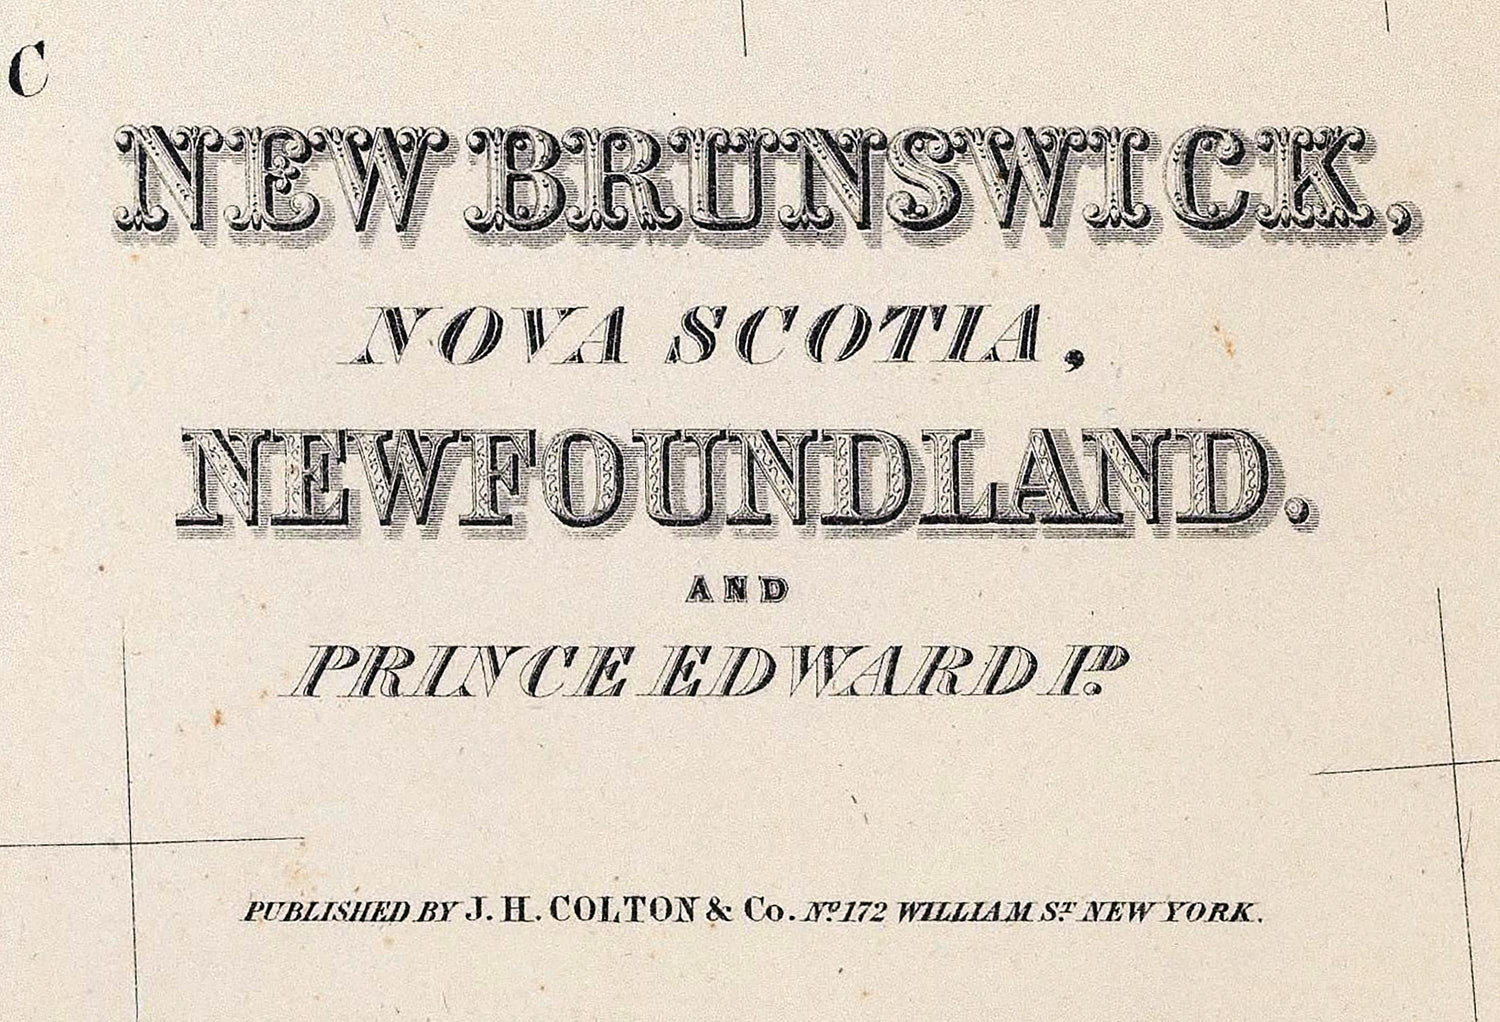 C
NEW BRUNSWICK,
NOVA SCOTIA,
NEWFOUNDLAND.
AND
PRINCE EDWARD Iᴰ.
PUBLISHED BY J. H. COLTON & Co. Nº 172 WILLIAM Sᵀ. NEW YORK.